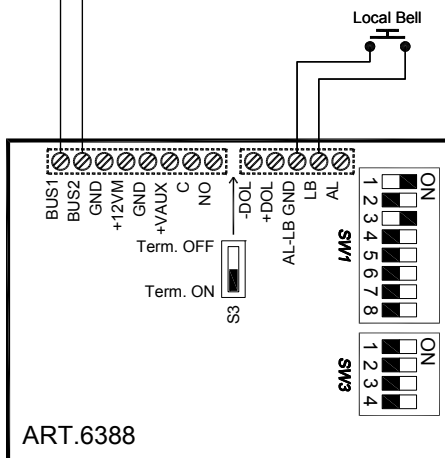 Local Bell
BUS1
BUS2
GND
+12VM
GND
+VAUX
C
NO
-DOL
+DOL
AL-LB GND
LB
AL
Term. OFF
Term. ON
S3
SW1
ON
1
2
3
4
5
6
7
8
SW3
ON
1
2
3
4
ART.6388